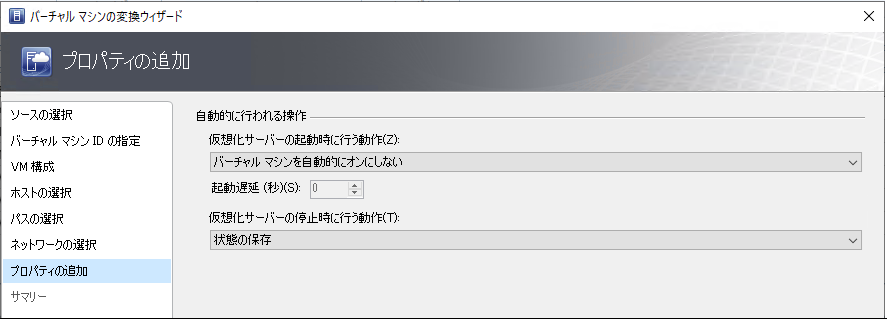 バーチャル マシンの変換ウィザード
プロパティの追加
ソースの選択
バーチャル マシン ID の指定
VM 構成
ホストの選択
パスの選択
ネットワークの選択
プロパティの追加
サマリー
自動的に行われる操作
仮想化サーバーの起動時に行う動作(Z):
バーチャル マシンを自動的にオンにしない
起動遅延 (秒)(S): 0
仮想化サーバーの停止時に行う動作(T):
状態の保存